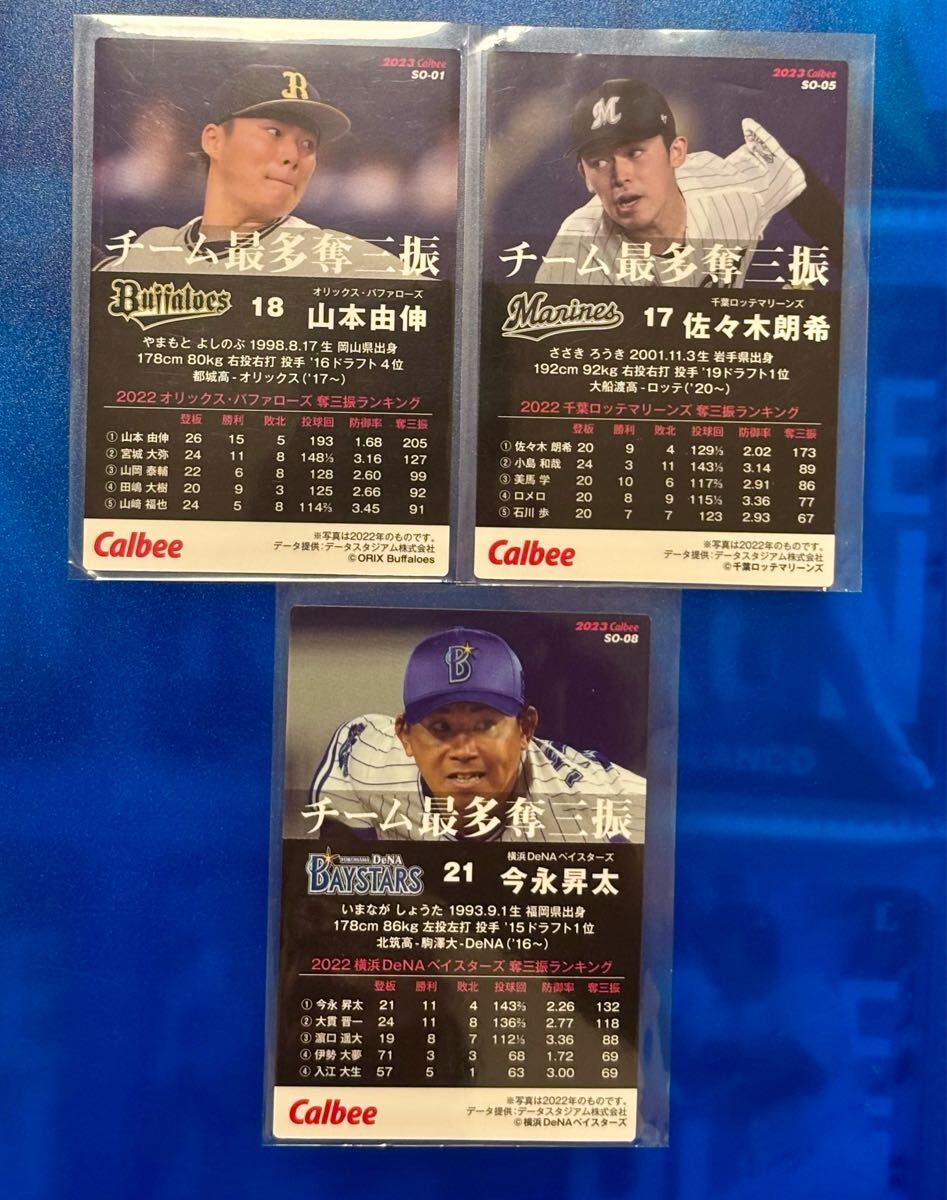 2023 Calbee
SO-01
B
チーム最多奪三振
Buffaloes
18
オリックス・バファローズ
山本由伸
やまもと よしのぶ 1998.8.17生 岡山県出身
178cm 80kg 右投右打 投手 '16ドラフト4位
都城高-オリックス('17～)
2022 オリックス・バファローズ 奪三振ランキング
登板 勝利 敗北 投球回 防御率 奪三振
① 山本 由伸 26 15 5 193 1.68 205
② 宮城 大弥 24 11 8 148⅓ 3.16 127
③ 山岡 泰輔 22 6 8 128 2.60 99
④ 田嶋 大樹 20 9 3 125 2.66 92
⑤ 山﨑 福也 24 5 8 114⅔ 3.45 91
Calbee
※写真は2022年のものです。
データ提供：データスタジアム株式会社
©ORIX Buffaloes
2023 Calbee
SO-05
M
チーム最多奪三振
Marines
17
千葉ロッテマリーンズ
佐々木朗希
ささき ろうき 2001.11.3生 岩手県出身
192cm 92kg 右投右打 投手 '19ドラフト1位
大船渡高-ロッテ('20～)
2022 千葉ロッテマリーンズ 奪三振ランキング
登板 勝利 敗北 投球回 防御率 奪三振
① 佐々木 朗希 20 9 4 129⅓ 2.02 173
② 小島 和哉 24 3 11 143⅓ 3.14 89
③ 美馬 学 20 10 6 117⅔ 2.91 86
④ ロメロ 20 8 9 115⅓ 3.36 77
⑤ 石川 歩 20 7 7 123 2.93 67
Calbee
※写真は2022年のものです。
データ提供：データスタジアム株式会社
©千葉ロッテマリーンズ
2023 Calbee
SO-08
B
チーム最多奪三振
YOKOHAMA DeNA
BAYSTARS
21
横浜DeNAベイスターズ
今永昇太
いまなが しょうた 1993.9.1生 福岡県出身
178cm 86kg 左投左打 投手 '15ドラフト1位
北筑高-駒澤大-DeNA('16～)
2022 横浜DeNAベイスターズ 奪三振ランキング
登板 勝利 敗北 投球回 防御率 奪三振
① 今永 昇太 21 11 4 143⅔ 2.26 132
② 大貫 晋一 24 11 8 136⅔ 2.77 118
③ 濵口 遥大 19 8 7 112⅓ 3.36 88
④ 伊勢 大夢 71 3 3 68 1.72 69
④ 入江 大生 57 5 1 63 3.00 69
Calbee
※写真は2022年のものです。
データ提供：データスタジアム株式会社
©横浜DeNAベイスターズ